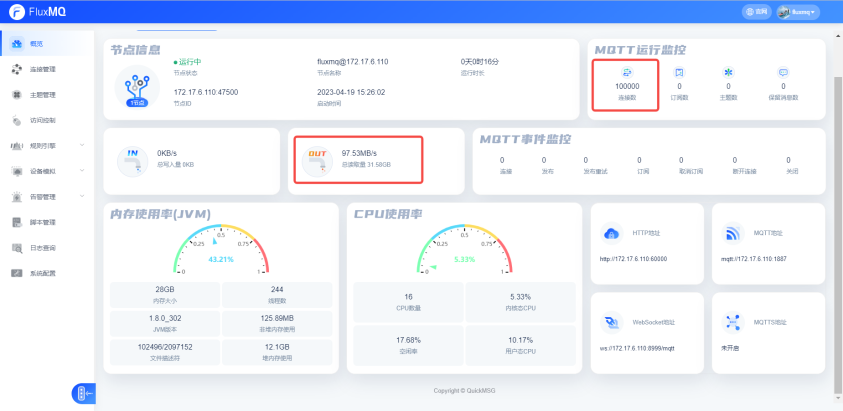 FluxMQ
官网
fluxmq
概览
连接管理
主题管理
访问控制
规则引擎
设备模拟
告警管理
脚本管理
日志查询
系统配置
节点信息
1节点
运行中
节点状态
fluxmq@172.17.6.110
节点名称
0天0时16分
运行时长
172.17.6.110:47500
节点ID
2023-04-19 15:26:02
启动时间
MQTT运行监控
100000
连接数
0
订阅数
0
主题数
0
保留消息数
IN
0KB/s
总写入量 0KB
OUT
97.53MB/s
总读取量 31.58GB
MQTT事件监控
0
连接
0
发布
0
发布重试
0
订阅
0
取消订阅
0
断开连接
0
关闭
内存使用率(JVM)
0
0.25
0.5
0.75
1
43.21%
28GB
内存大小
244
线程数
1.8.0_302
JVM版本
125.89MB
非堆内存使用
102496/2097152
文件描述符
12.1GB
堆内存使用
CPU使用率
0
0.25
0.5
0.75
1
5.33%
16
CPU数量
5.33%
内核态CPU
17.68%
空闲率
10.17%
用户态CPU
HTTP地址
http://172.17.6.110:60000
MQTT地址
mqtt://172.17.6.110:1887
WebSocket地址
ws://172.17.6.110:8999/mqtt
MQTTS地址
未开启
Copyright © QuickMSG